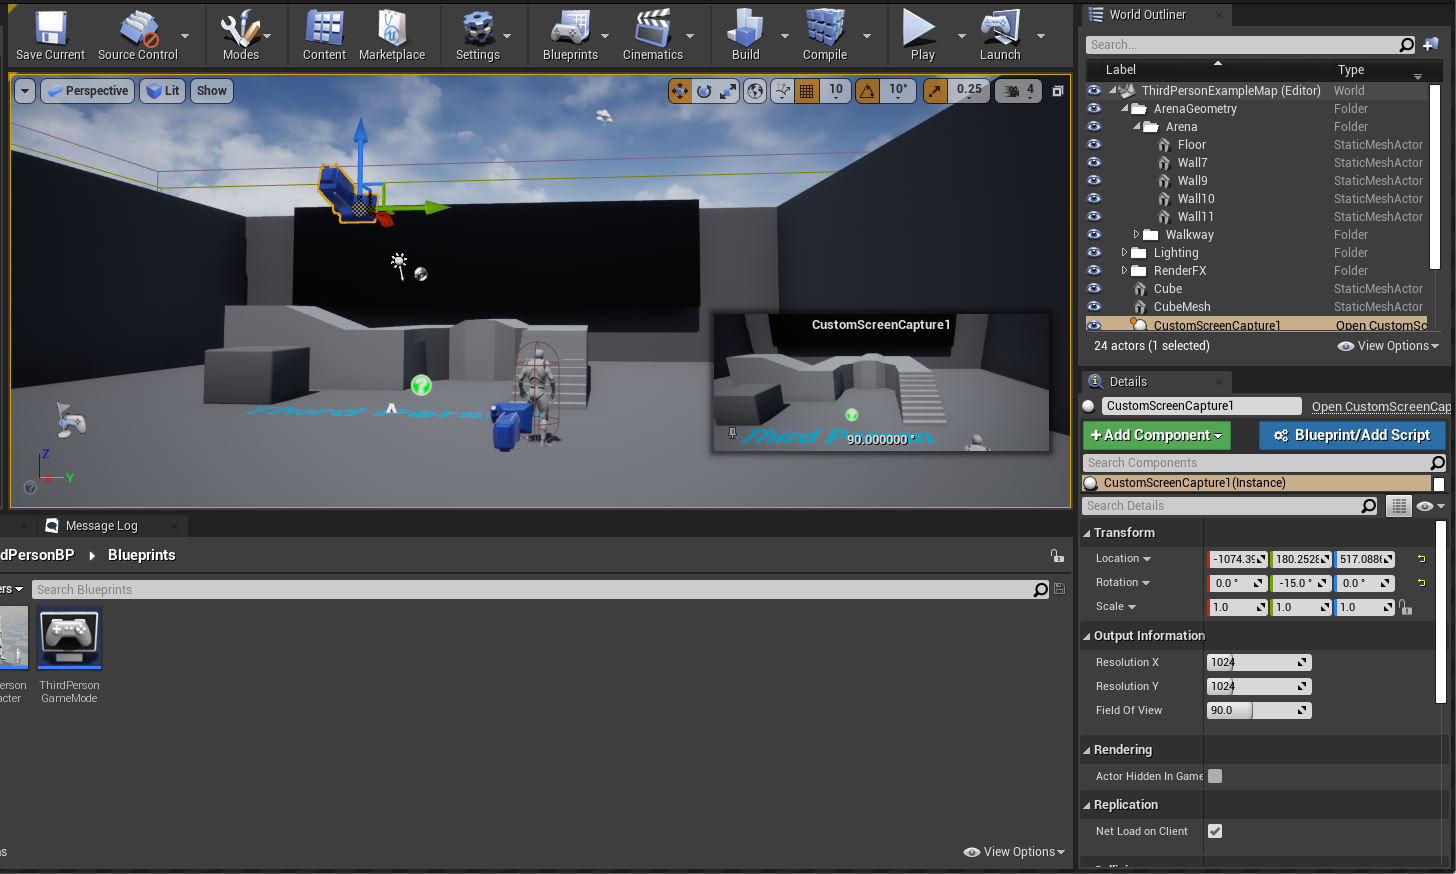 Save Current
Source Control
Modes
Content
Marketplace
Settings
Blueprints
Cinematics
Build
Compile
Play
Launch
Perspective
Lit
Show
10
10°
0.25
4
CustomScreenCapture1
Third Person
90.000000°
Z
X
Y
Message Log
dPersonBP
Blueprints
ers
Search Blueprints
erson
acter
ThirdPerson
GameMode
ns
View Options
World Outliner
Search...
Label Type
ThirdPersonExampleMap (Editor) World
ArenaGeometry Folder
Arena Folder
Floor StaticMeshActor
Wall7 StaticMeshActor
Wall9 StaticMeshActor
Wall10 StaticMeshActor
Wall11 StaticMeshActor
Walkway Folder
Lighting Folder
RenderFX Folder
Cube StaticMeshActor
CubeMesh StaticMeshActor
CustomScreenCapture1 Open CustomSc
24 actors (1 selected)
View Options
Details
CustomScreenCapture1
Open CustomScreenCap
+Add Component
Blueprint/Add Script
Search Components
CustomScreenCapture1(Instance)
Search Details
Transform
Location -1074.39 180.2528 517.088
Rotation 0.0 ° -15.0 ° 0.0 °
Scale 1.0 1.0 1.0
Output Information
Resolution X 1024
Resolution Y 1024
Field Of View 90.0
Rendering
Actor Hidden In Game
Replication
Net Load on Client